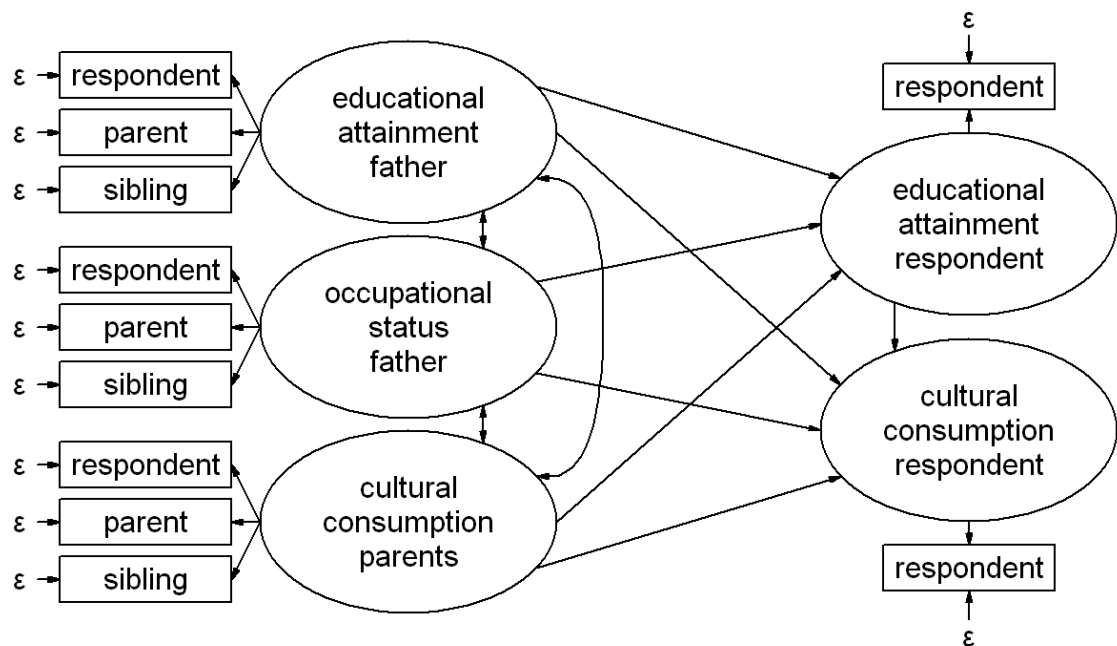 ε respondent
ε parent
ε sibling
educational
attainment
father
ε respondent
ε parent
ε sibling
occupational
status
father
ε respondent
ε parent
ε sibling
cultural
consumption
parents
ε
respondent
educational
attainment
respondent
cultural
consumption
respondent
respondent
ε